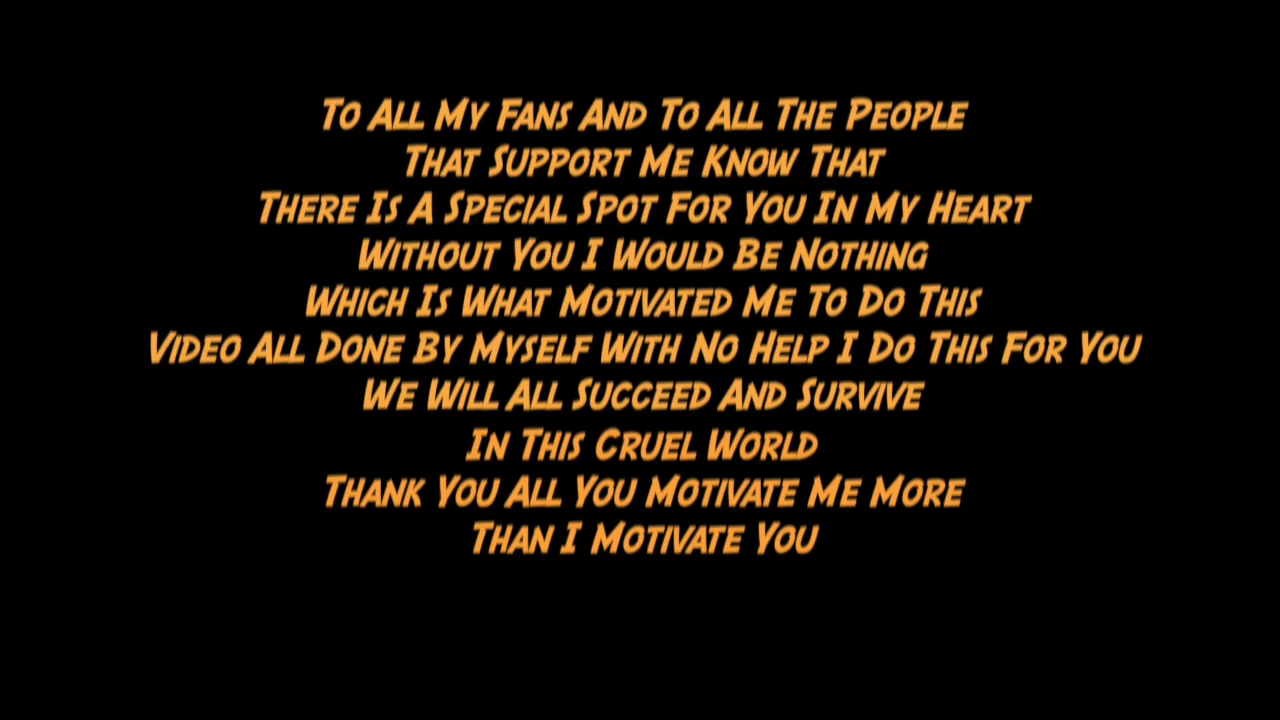 To All My Fans And To All The People
That Support Me Know That
There Is A Special Spot For You In My Heart
Without You I Would Be Nothing
Which Is What Motivated Me To Do This
Video All Done By Myself With No Help I Do This For You
We Will All Succeed And Survive
In This Cruel World
Thank You All You Motivate Me More
Than I Motivate You